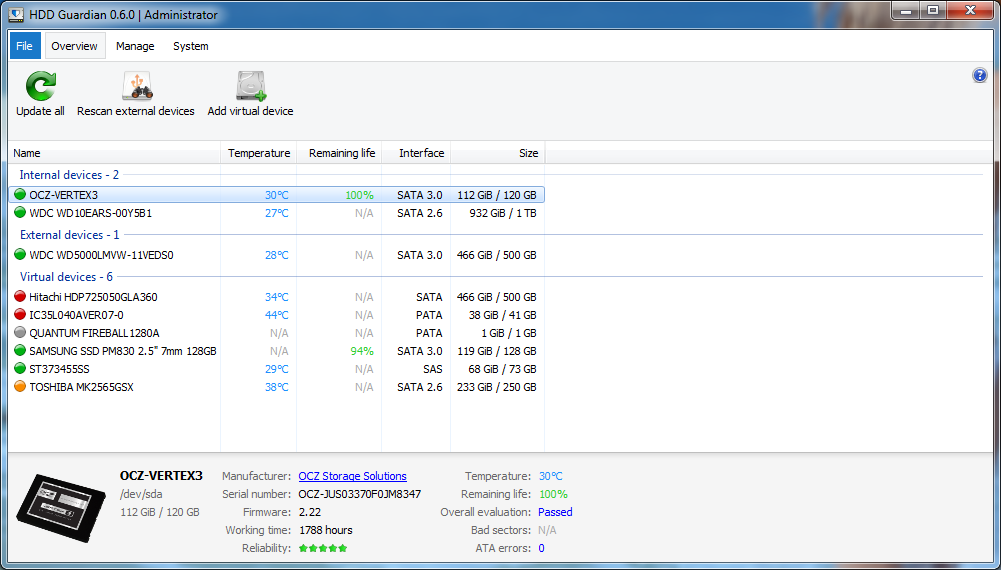 HDD Guardian 0.6.0 | Administrator
File Overview Manage System
Update all Rescan external devices Add virtual device
Name Temperature Remaining life Interface Size
Internal devices - 2
OCZ-VERTEX3 30°C 100% SATA 3.0 112 GiB / 120 GB
WDC WD10EARS-00Y5B1 27°C N/A SATA 2.6 932 GiB / 1 TB
External devices - 1
WDC WD5000LMVW-11VEDS0 28°C N/A SATA 3.0 466 GiB / 500 GB
Virtual devices - 6
Hitachi HDP725050GLA360 34°C N/A SATA 466 GiB / 500 GB
IC35L040AVER07-0 44°C N/A PATA 38 GiB / 41 GB
QUANTUM FIREBALL1280A N/A N/A PATA 1 GiB / 1 GB
SAMSUNG SSD PM830 2.5" 7mm 128GB N/A 94% SATA 3.0 119 GiB / 128 GB
ST373455SS 29°C N/A SAS 68 GiB / 73 GB
TOSHIBA MK2565GSX 38°C N/A SATA 2.6 233 GiB / 250 GB
OCZ-VERTEX3 Manufacturer: OCZ Storage Solutions Temperature: 30°C
/dev/sda Serial number: OCZ-JUS03370F0JM8347 Remaining life: 100%
112 GiB / 120 GB Firmware: 2.22 Overall evaluation: Passed
Working time: 1788 hours Bad sectors: N/A
Reliability: ATA errors: 0